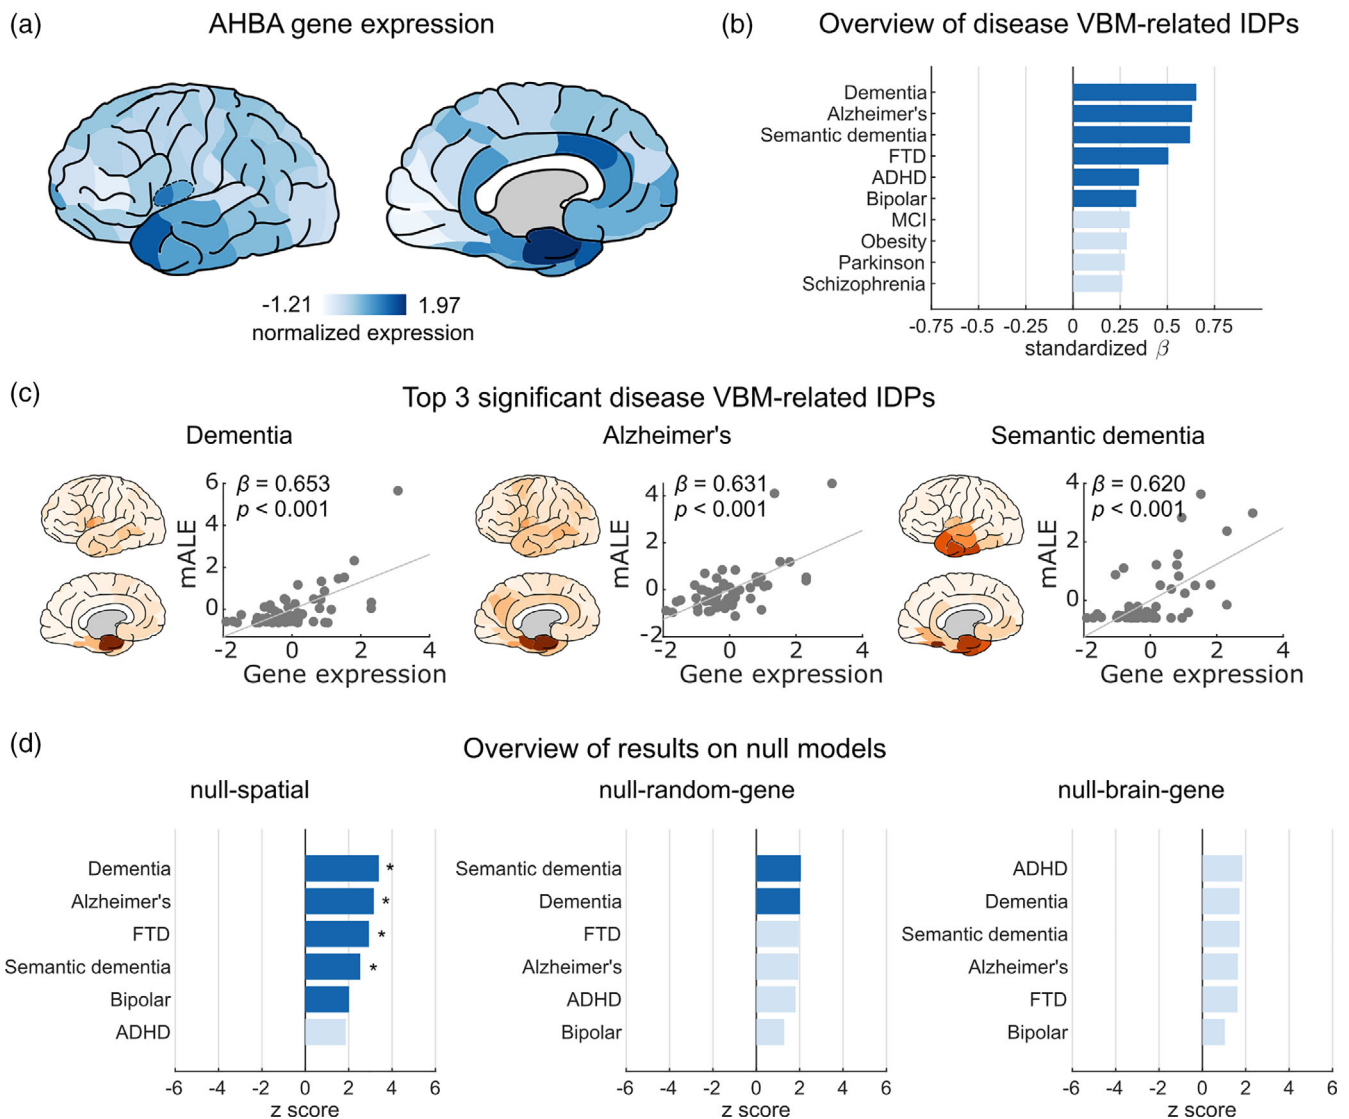 (a)
AHBA gene expression
-1.21
1.97
normalized expression
(b)
Overview of disease VBM-related IDPs
Dementia
Alzheimer's
Semantic dementia
FTD
ADHD
Bipolar
MCI
Obesity
Parkinson
Schizophrenia
-0.75 -0.5 -0.25 0 0.25 0.5 0.75
standardized β
(c)
Top 3 significant disease VBM-related IDPs
Dementia
β = 0.653
p < 0.001
mALE
6
4
2
0
-2 0 2 4
Gene expression
Alzheimer's
β = 0.631
p < 0.001
mALE
4
2
0
-2
-2 0 2 4
Gene expression
Semantic dementia
β = 0.620
p < 0.001
mALE
4
2
0
-2 0 2 4
Gene expression
(d)
Overview of results on null models
null-spatial
Dementia *
Alzheimer's *
FTD *
Semantic dementia *
Bipolar
ADHD
-6 -4 -2 0 2 4 6
z score
null-random-gene
Semantic dementia
Dementia
FTD
Alzheimer's
ADHD
Bipolar
-6 -4 -2 0 2 4 6
z score
null-brain-gene
ADHD
Dementia
Semantic dementia
Alzheimer's
FTD
Bipolar
-6 -4 -2 0 2 4 6
z score